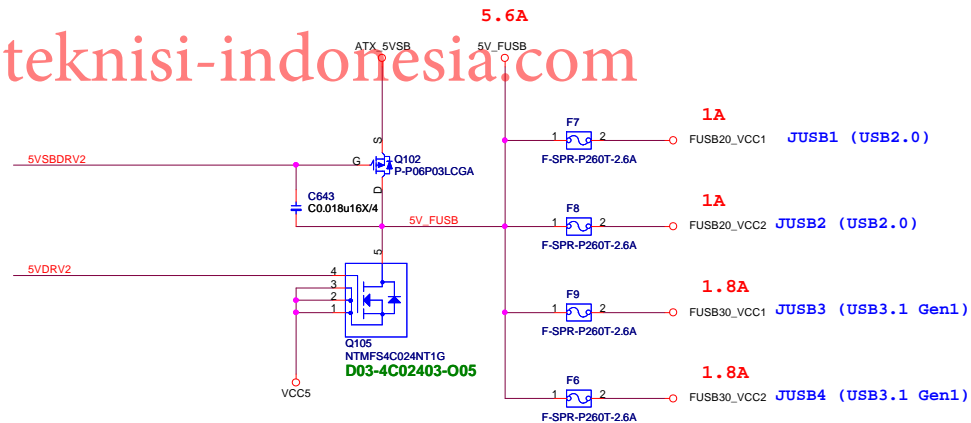 5.6A
teknisi-indonesia.com
ATX_5VSB
5V_FUSB
1A
F7
1 2
FUSB20_VCC1
JUSB1 (USB2.0)
F-SPR-P260T-2.6A
S
5VSBDRV2
G
Q102
P-P06P03LCGA
D
C643
C0.018u16X/4
1A
5V_FUSB
F8
1 2
FUSB20_VCC2
JUSB2 (USB2.0)
F-SPR-P260T-2.6A
5
5VDRV2
4
3
2
1
1.8A
F9
1 2
FUSB30_VCC1
JUSB3 (USB3.1 Gen1)
F-SPR-P260T-2.6A
Q105
NTMFS4C024NT1G
D03-4C02403-O05
VCC5
1.8A
F6
1 2
FUSB30_VCC2
JUSB4 (USB3.1 Gen1)
F-SPR-P260T-2.6A